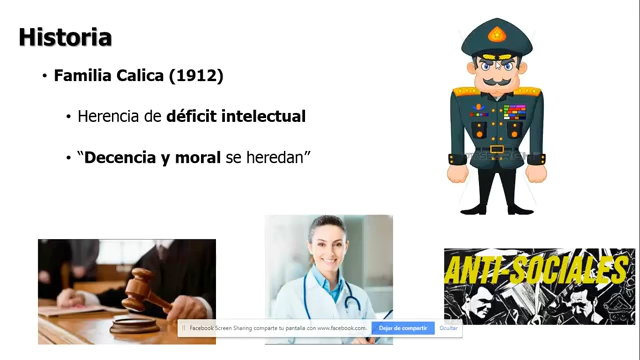 Historia
• Familia Calica (1912)
• Herencia de déficit intelectual
• “Decencia y moral se heredan”
ANTI-SOCIALES
Facebook Screen Sharing comparte tu pantalla con www.facebook.com.
Dejar de compartir
Ocultar